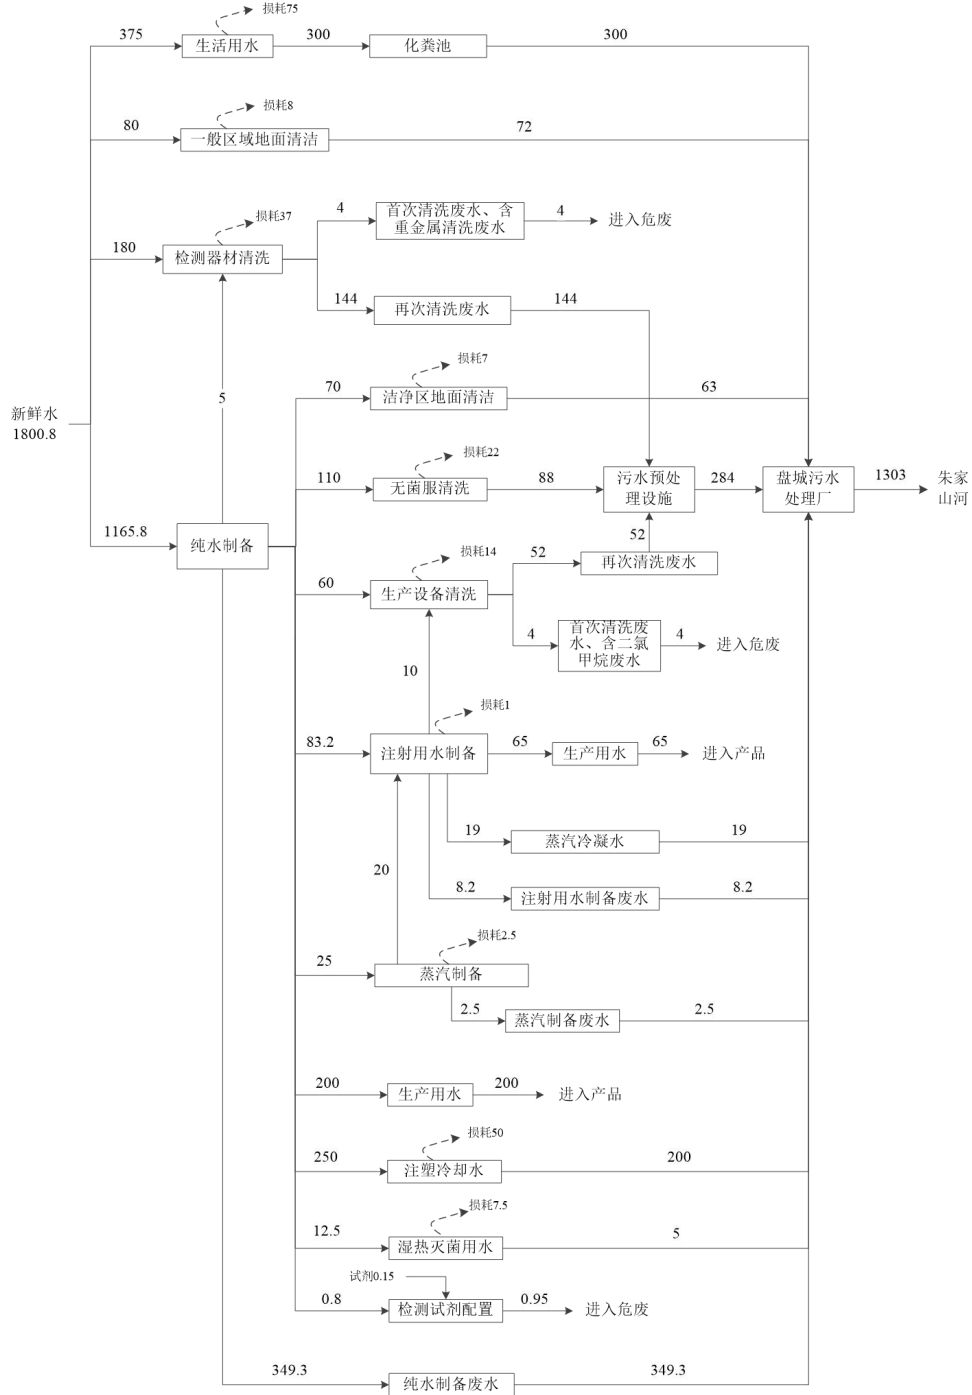 损耗75
375
生活用水
300
化粪池
300
损耗8
80
一般区域地面清洁
72
损耗37
180
检测器材清洗
4
首次清洗废水、含
重金属清洗废水
4
进入危废
144
再次清洗废水
144
5
损耗7
70
洁净区地面清洁
63
新鲜水
1800.8
损耗22
110
无菌服清洗
88
污水预处
理设施
284
盘城污水
处理厂
1303
朱家
山河
1165.8
纯水制备
损耗14
60
生产设备清洗
52
再次清洗废水
52
4
首次清洗废
水、含二氯
甲烷废水
4
进入危废
10
损耗1
83.2
注射用水制备
65
生产用水
65
进入产品
19
蒸汽冷凝水
19
20
8.2
注射用水制备废水
8.2
损耗2.5
25
蒸汽制备
2.5
蒸汽制备废水
2.5
200
生产用水
200
进入产品
损耗50
250
注塑冷却水
200
损耗7.5
12.5
湿热灭菌用水
5
试剂0.15
0.8
检测试剂配置
0.95
进入危废
349.3
纯水制备废水
349.3